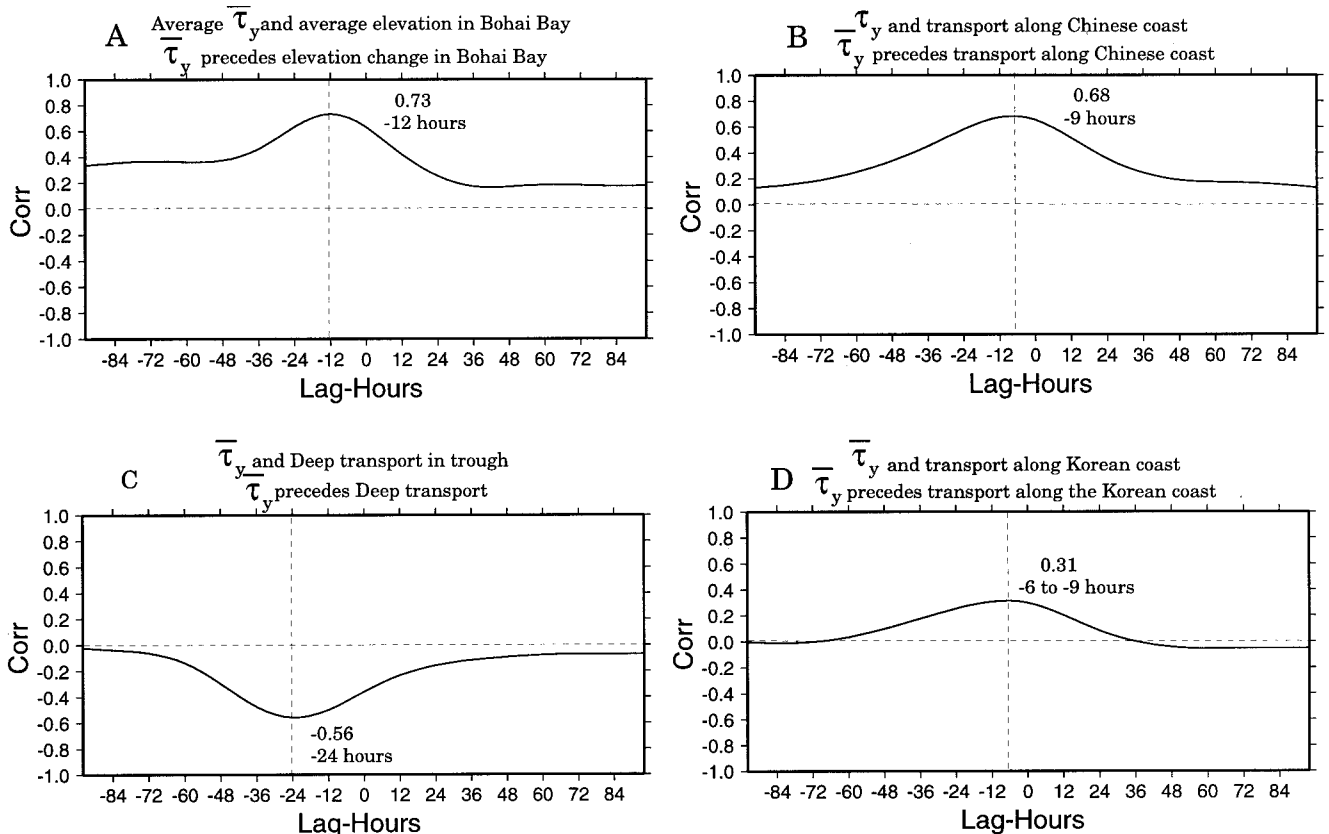 A
Average τ̅y and average elevation in Bohai Bay
τ̅y precedes elevation change in Bohai Bay
1.0
0.8
0.6
0.4
0.2
0.0
-0.2
-0.4
-0.6
-0.8
-1.0
Corr
0.73
-12 hours
-84 -72 -60 -48 -36 -24 -12 0 12 24 36 48 60 72 84
Lag-Hours
B
τy and transport along Chinese coast
τ̅y precedes transport along Chinese coast
1.0
0.8
0.6
0.4
0.2
0.0
-0.2
-0.4
-0.6
-0.8
-1.0
Corr
0.68
-9 hours
-84 -72 -60 -48 -36 -24 -12 0 12 24 36 48 60 72 84
Lag-Hours
C
τ̅y and Deep transport in trough
τ̅y precedes Deep transport
1.0
0.8
0.6
0.4
0.2
0.0
-0.2
-0.4
-0.6
-0.8
-1.0
Corr
-0.56
-24 hours
-84 -72 -60 -48 -36 -24 -12 0 12 24 36 48 60 72 84
Lag-Hours
D
τ̅y and transport along Korean coast
τ̅y precedes transport along the Korean coast
1.0
0.8
0.6
0.4
0.2
0.0
-0.2
-0.4
-0.6
-0.8
-1.0
Corr
0.31
-6 to -9 hours
-84 -72 -60 -48 -36 -24 -12 0 12 24 36 48 60 72 84
Lag-Hours